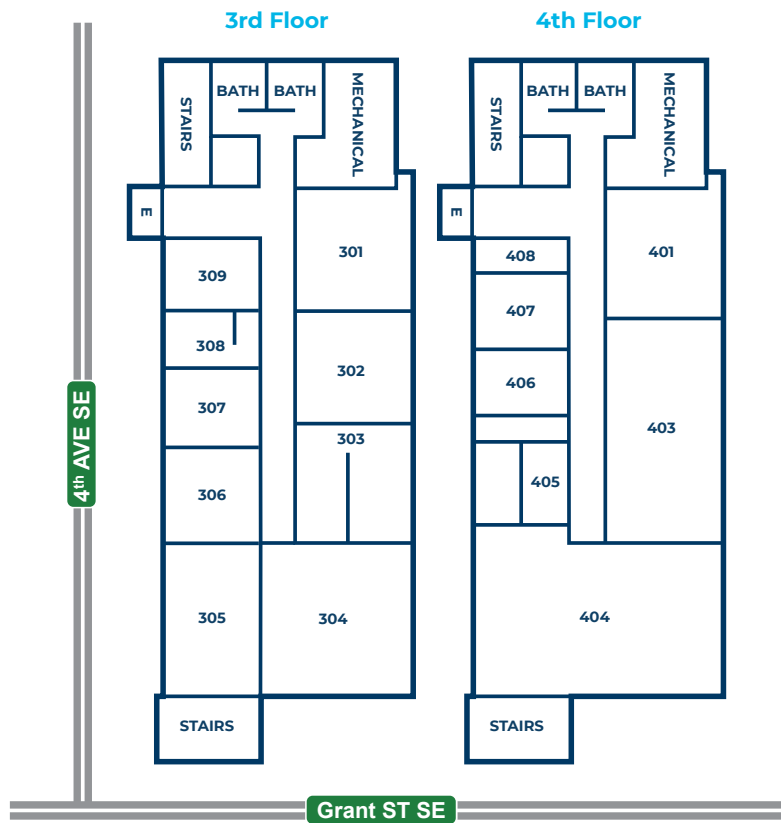 3rd Floor
4th Floor
BATH
BATH
STAIRS
MECHANICAL
E
301
309
308
302
307
303
306
305
304
STAIRS
BATH
BATH
STAIRS
MECHANICAL
E
408
401
407
406
403
405
404
STAIRS
4th AVE SE
Grant ST SE